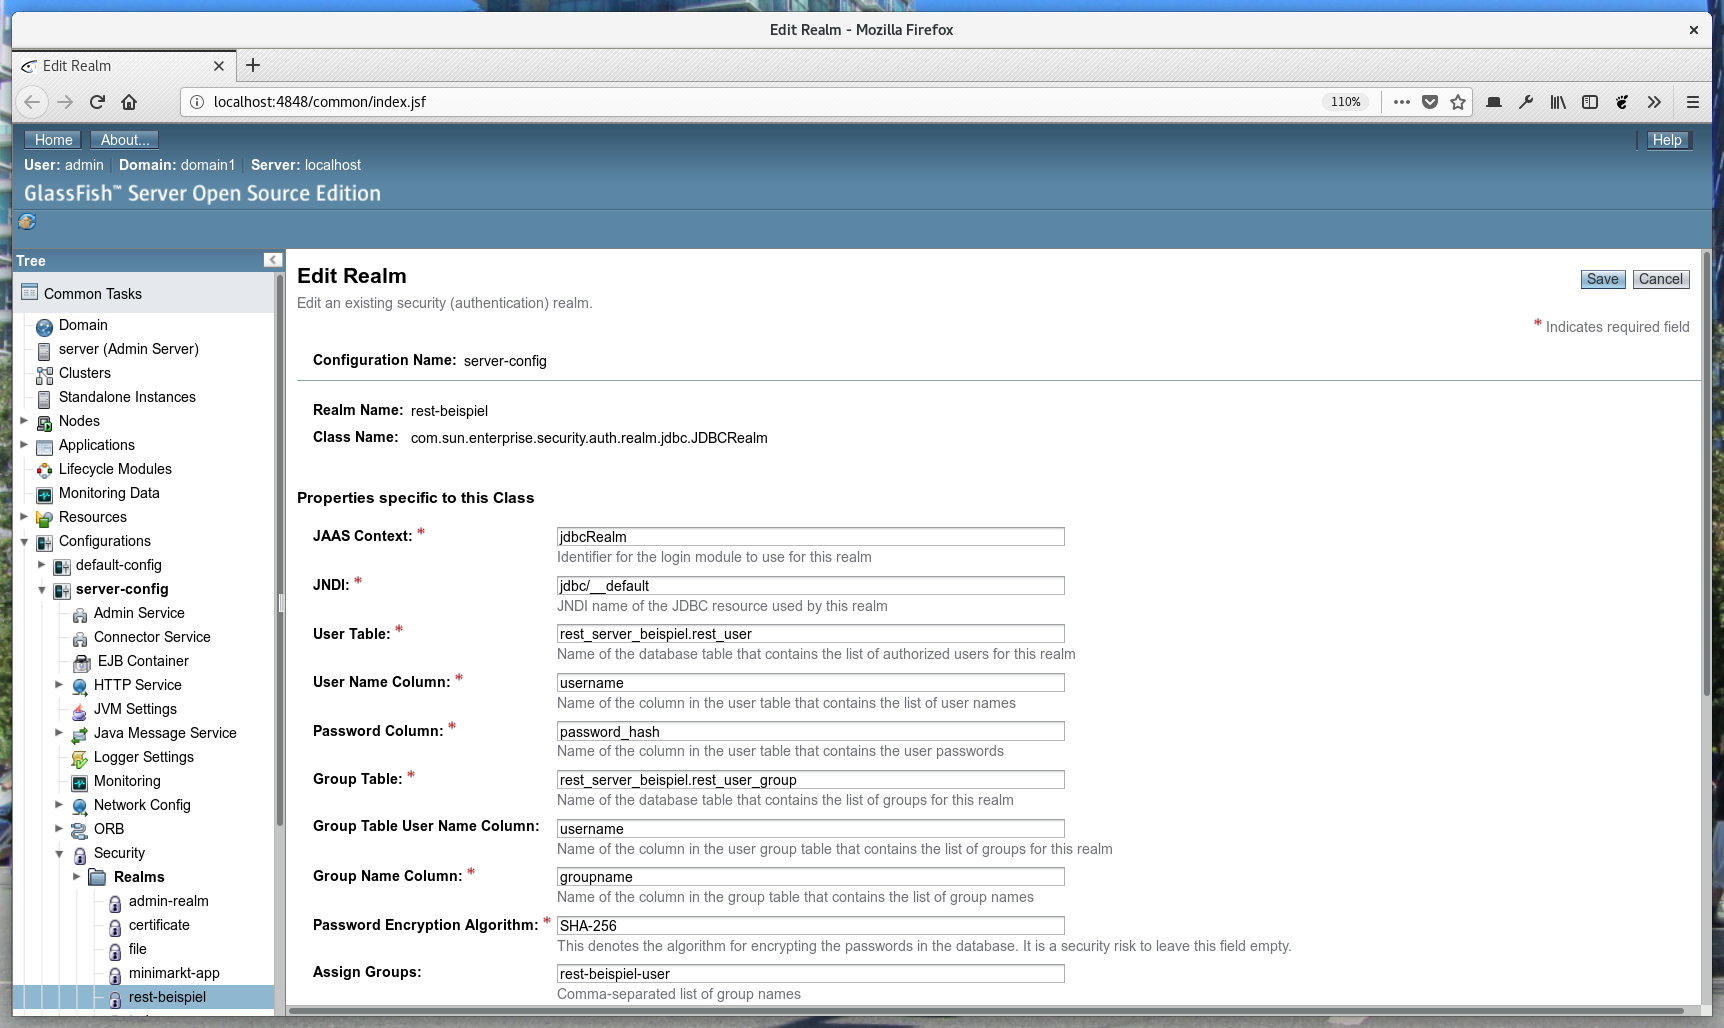 Edit Realm - Mozilla Firefox
Edit Realm
localhost:4848/common/index.jsf 110%
Home About... Help
User: admin Domain: domain1 Server: localhost
GlassFish™ Server Open Source Edition
Tree
Common Tasks
Domain
server (Admin Server)
Clusters
Standalone Instances
Nodes
Applications
Lifecycle Modules
Monitoring Data
Resources
Configurations
default-config
server-config
Admin Service
Connector Service
EJB Container
HTTP Service
JVM Settings
Java Message Service
Logger Settings
Monitoring
Network Config
ORB
Security
Realms
admin-realm
certificate
file
minimarkt-app
rest-beispiel
Edit Realm
Save Cancel
Edit an existing security (authentication) realm.
* Indicates required field
Configuration Name: server-config
Realm Name: rest-beispiel
Class Name: com.sun.enterprise.security.auth.realm.jdbc.JDBCRealm
Properties specific to this Class
JAAS Context: * jdbcRealm
Identifier for the login module to use for this realm
JNDI: * jdbc/__default
JNDI name of the JDBC resource used by this realm
User Table: * rest_server_beispiel.rest_user
Name of the database table that contains the list of authorized users for this realm
User Name Column: * username
Name of the column in the user table that contains the list of user names
Password Column: * password_hash
Name of the column in the user table that contains the user passwords
Group Table: * rest_server_beispiel.rest_user_group
Name of the database table that contains the list of groups for this realm
Group Table User Name Column: username
Name of the column in the user group table that contains the list of groups for this realm
Group Name Column: * groupname
Name of the column in the group table that contains the list of group names
Password Encryption Algorithm: * SHA-256
This denotes the algorithm for encrypting the passwords in the database. It is a security risk to leave this field empty.
Assign Groups: rest-beispiel-user
Comma-separated list of group names